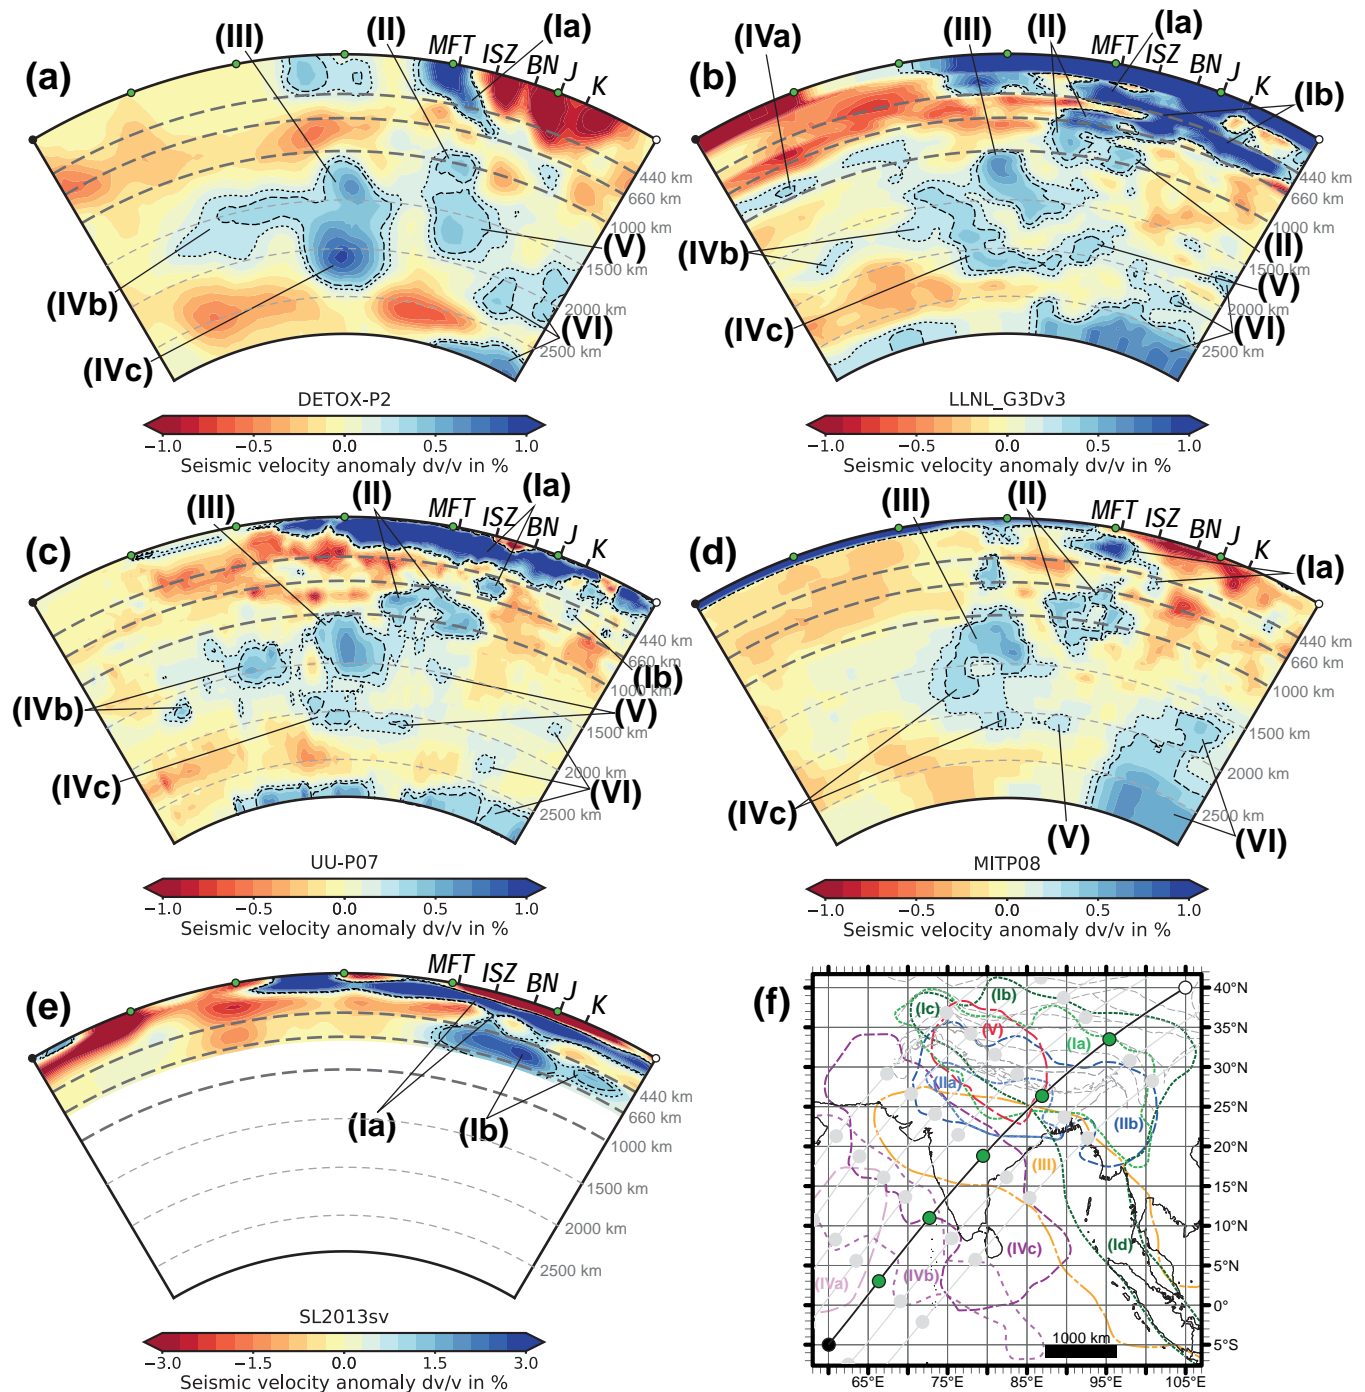 (a)
(III)
(II)
MFT
ISZ
(Ia)
BN
J
K
440 km
660 km
1000 km
(V)
1500 km
(IVb)
2000 km
(VI)
2500 km
(IVc)
DETOX-P2
−1.0 −0.5 0.0 0.5 1.0
Seismic velocity anomaly dv/v in %
(b)
(IVa)
(III)
(II)
MFT
(Ia)
ISZ
BN
J
K
(Ib)
440 km
660 km
1000 km
(II)
(IVb)
1500 km
(V)
2000 km
(IVc)
(VI)
2500 km
LLNL_G3Dv3
−1.0 −0.5 0.0 0.5 1.0
Seismic velocity anomaly dv/v in %
(c)
(III)
(II)
(Ia)
MFT
ISZ
BN
J
K
440 km
660 km
(Ib)
1000 km
(IVb)
(V)
1500 km
(IVc)
2000 km
(VI)
2500 km
UU-P07
−1.0 −0.5 0.0 0.5 1.0
Seismic velocity anomaly dv/v in %
(d)
(III)
(II)
MFT
ISZ
BN
J
K
(Ia)
440 km
660 km
1000 km
1500 km
2000 km
(IVc)
2500 km
(V)
(VI)
MITP08
−1.0 −0.5 0.0 0.5 1.0
Seismic velocity anomaly dv/v in %
(e)
MFT
ISZ
BN
J
K
440 km
660 km
(Ia)
(Ib)
1000 km
1500 km
2000 km
2500 km
SL2013sv
−3.0 −1.5 0.0 1.5 3.0
Seismic velocity anomaly dv/v in %
(f)
(Ic)
(Ib)
(V)
(Ia)
(IIa)
(IIb)
(III)
(IVa)
(IVb)
(IVc)
(Id)
1000 km
40°N
35°N
30°N
25°N
20°N
15°N
10°N
5°N
0°
5°S
65°E 75°E 85°E 95°E 105°E